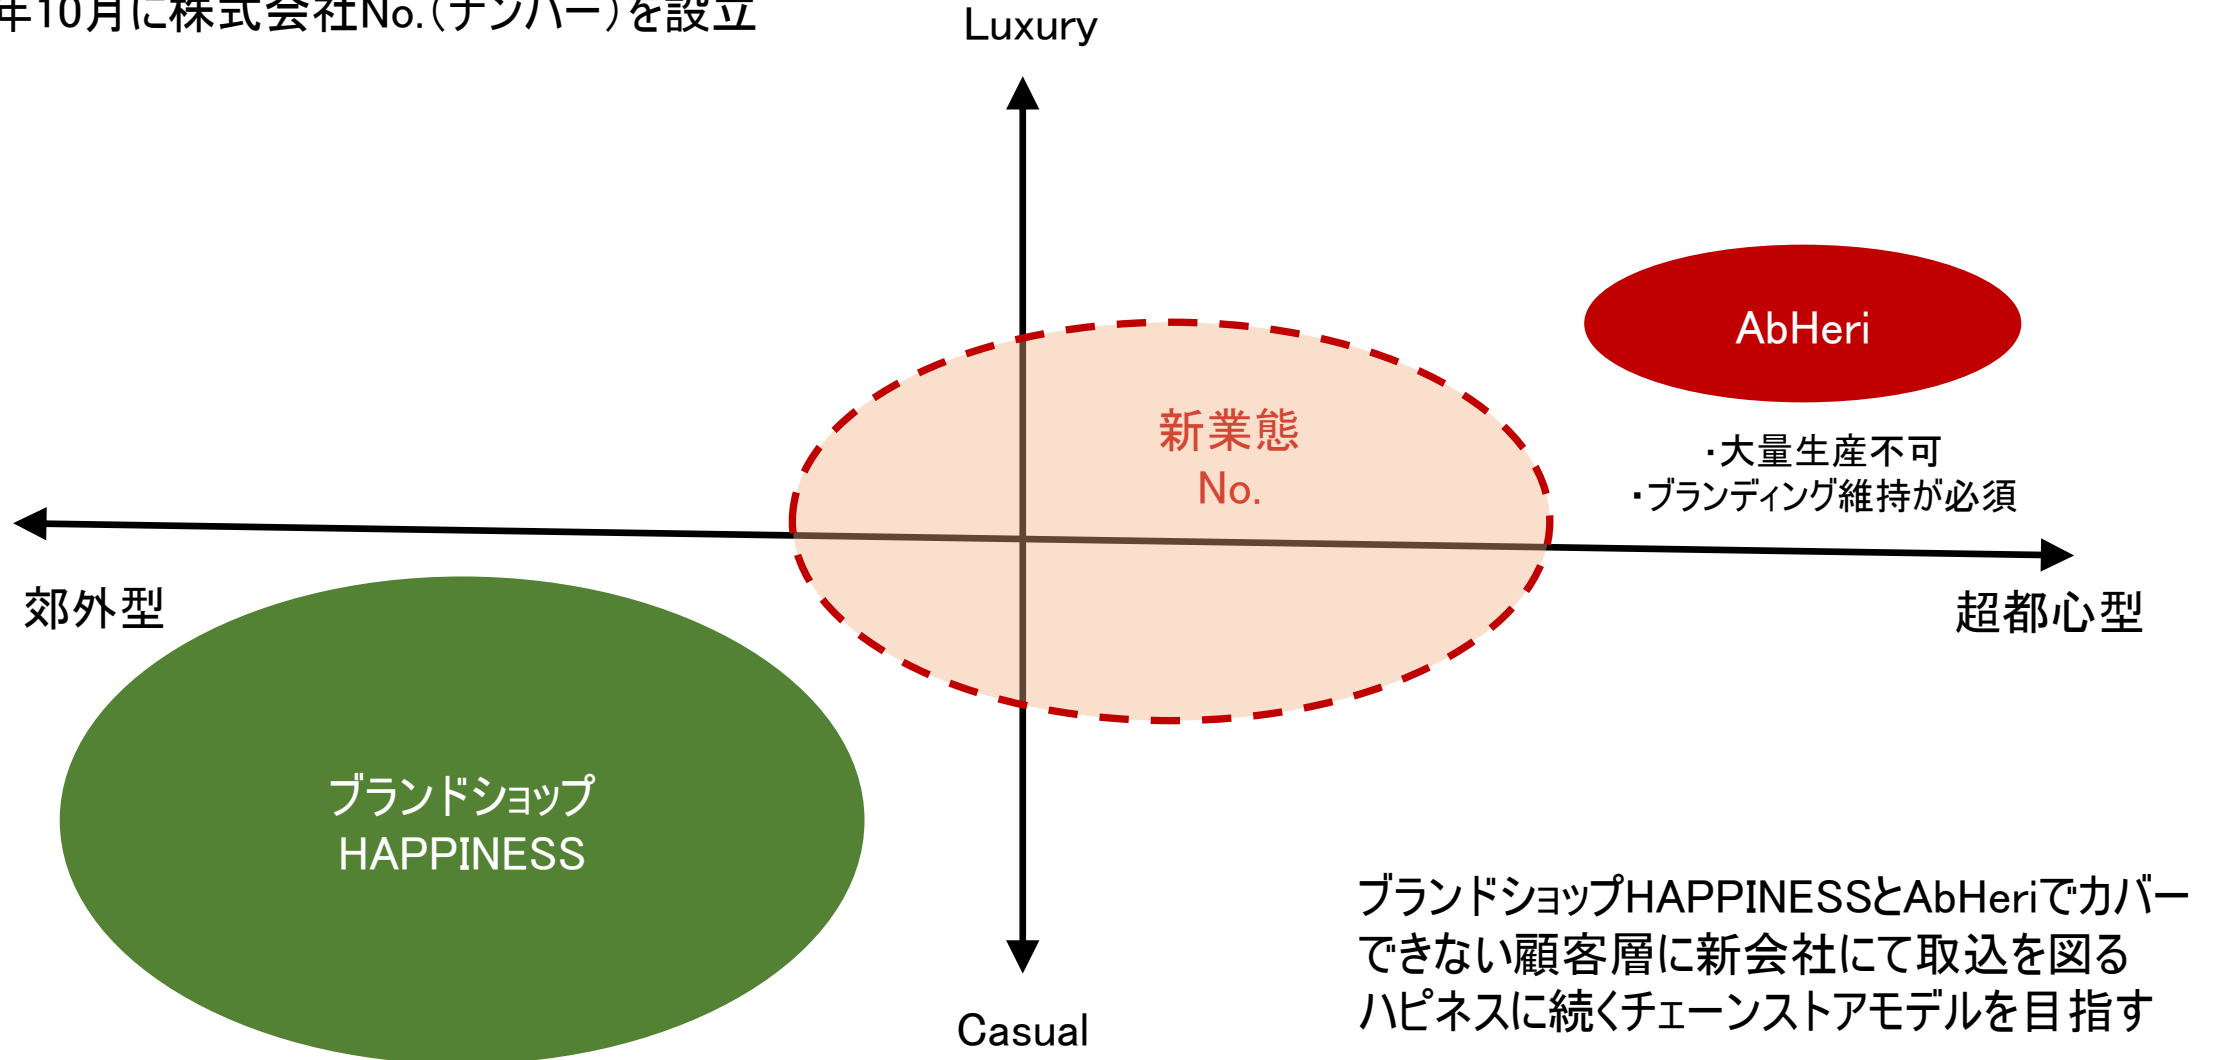 年10月に株式会社No.（ナンバー）を設立
Luxury
AbHeri
新業態
No.
・大量生産不可
・ブランディング維持が必須
郊外型
超都心型
ブランドショップ
HAPPINESS
ブランドショップHAPPINESSとAbHeriでカバー
できない顧客層に新会社にて取込を図る
ハピネスに続くチェーンストアモデルを目指す
Casual